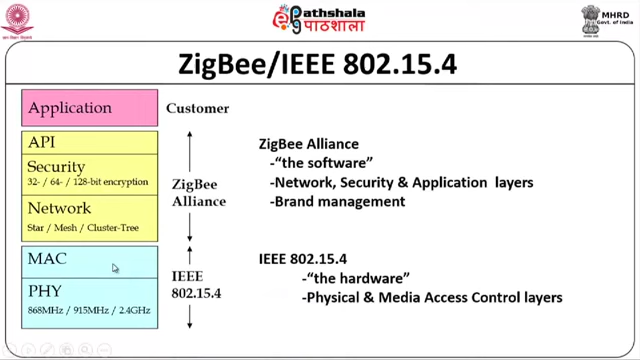 Pathshala
पाठशाला
MHRD
Govt. of India
ZigBee/IEEE 802.15.4
Application
Customer
API
Security
32- / 64- / 128-bit encryption
Network
Star / Mesh / Cluster-Tree
ZigBee
Alliance
ZigBee Alliance
-“the software”
-Network, Security & Application layers
-Brand management
MAC
PHY
868MHz / 915MHz / 2.4GHz
IEEE
802.15.4
IEEE 802.15.4
-“the hardware”
-Physical & Media Access Control layers